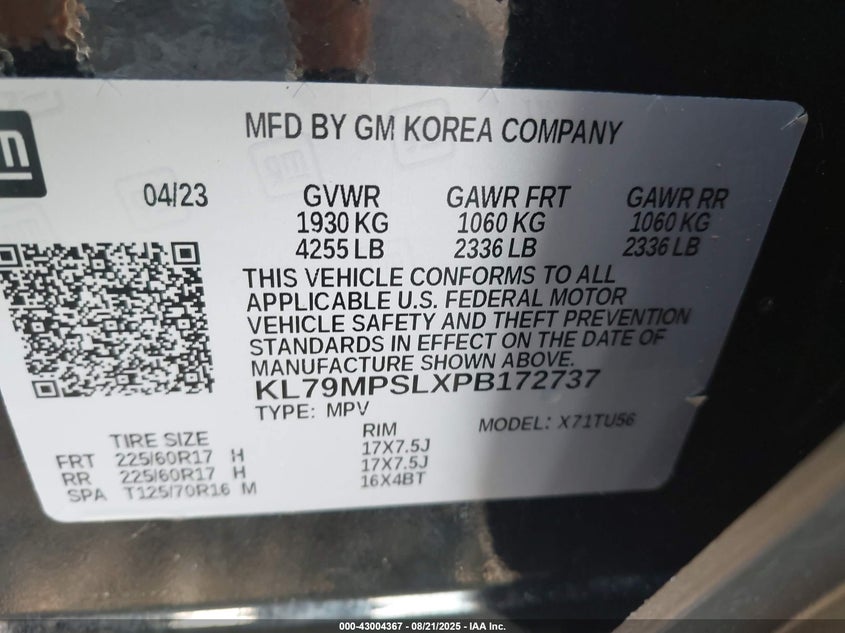 m
MFD BY GM KOREA COMPANY
04/23 GVWR GAWR FRT GAWR RR
1930 KG 1060 KG 1060 KG
4255 LB 2336 LB 2336 LB
THIS VEHICLE CONFORMS TO ALL
APPLICABLE U.S. FEDERAL MOTOR
VEHICLE SAFETY AND THEFT PREVENTION
STANDARDS IN EFFECT ON THE DATE OF
MANUFACTURE SHOWN ABOVE.
KL79MPSLXPB172737
TYPE: MPV MODEL: X71TU56
TIRE SIZE RIM
FRT 225/60R17 H 17X7.5J
RR 225/60R17 H 17X7.5J
SPA T125/70R16 M 16X4BT
000-43004367 - 08/21/2025 - IAA Inc.